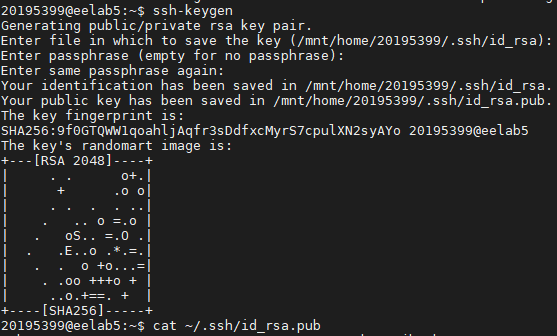 20195399@eelab5:~$ ssh-keygen
Generating public/private rsa key pair.
Enter file in which to save the key (/mnt/home/20195399/.ssh/id_rsa):
Enter passphrase (empty for no passphrase):
Enter same passphrase again:
Your identification has been saved in /mnt/home/20195399/.ssh/id_rsa.
Your public key has been saved in /mnt/home/20195399/.ssh/id_rsa.pub.
The key fingerprint is:
SHA256:9f0GTQWW1qoahljAqfr3sDdfxcMyrS7cpulXN2syAYo 20195399@eelab5
The key's randomart image is:
+---[RSA 2048]----+
|     . .      o+.|
|      +      .o o|
|     . .  .  . ..|
|    .   .. o =.o |
|   .   oS.. =.O .|
|  .   .E..o .*.=.|
|   .  .  o +o...=|
|    . .oo +++o + |
|     ..o.+==. +  |
+----[SHA256]-----+
20195399@eelab5:~$ cat ~/.ssh/id_rsa.pub